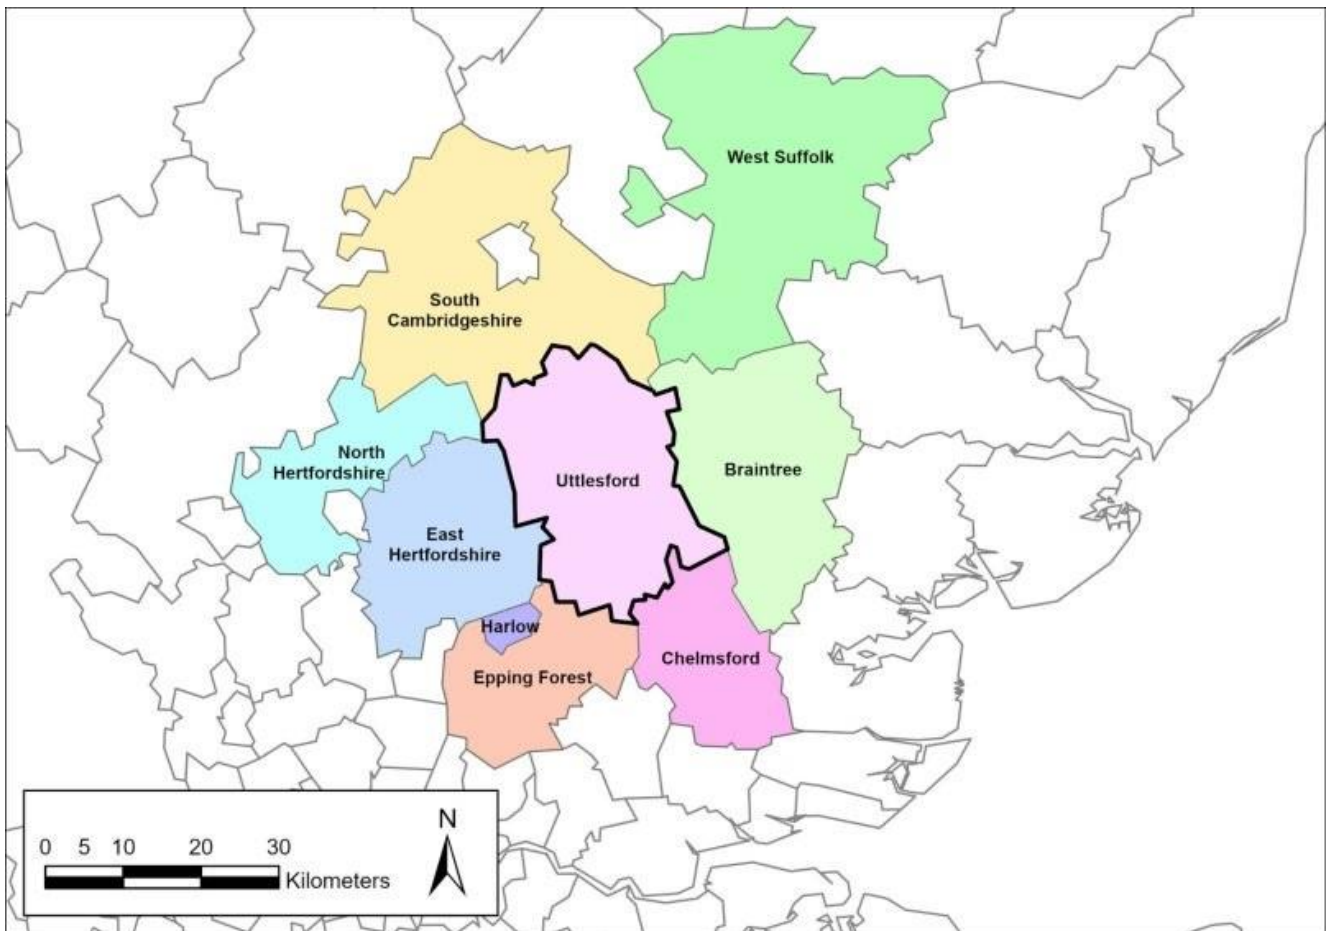 West Suffolk
South
Cambridgeshire
North
Hertfordshire
Uttlesford
Braintree
East
Hertfordshire
Harlow
Chelmsford
Epping Forest
N
0 5 10 20 30
Kilometers